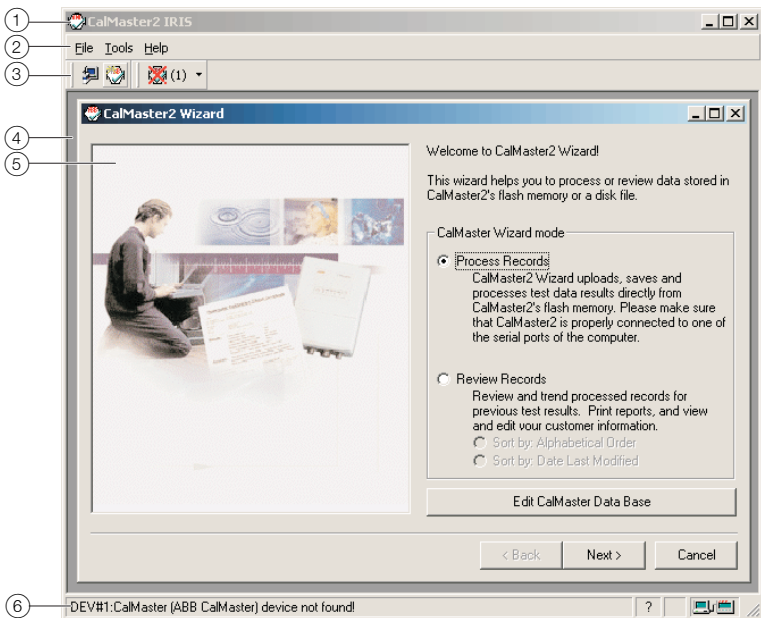 1 CalMaster2 IRIS
2 File Tools Help
3 (1)
4
CalMaster2 Wizard
5
Welcome to CalMaster2 Wizard!
This wizard helps you to process or review data stored in
CalMaster2's flash memory or a disk file.
CalMaster Wizard mode
Process Records
CalMaster2 Wizard uploads, saves and
processes test data results directly from
CalMaster2's flash memory. Please make sure
that CalMaster2 is properly connected to one of
the serial ports of the computer.
Review Records
Review and trend processed records for
previous test results. Print reports, and view
and edit your customer information.
Sort by: Alphabetical Order
Sort by: Date Last Modified
Edit CalMaster Data Base
< Back Next > Cancel
6 DEV#1:CalMaster (ABB CalMaster) device not found! ?